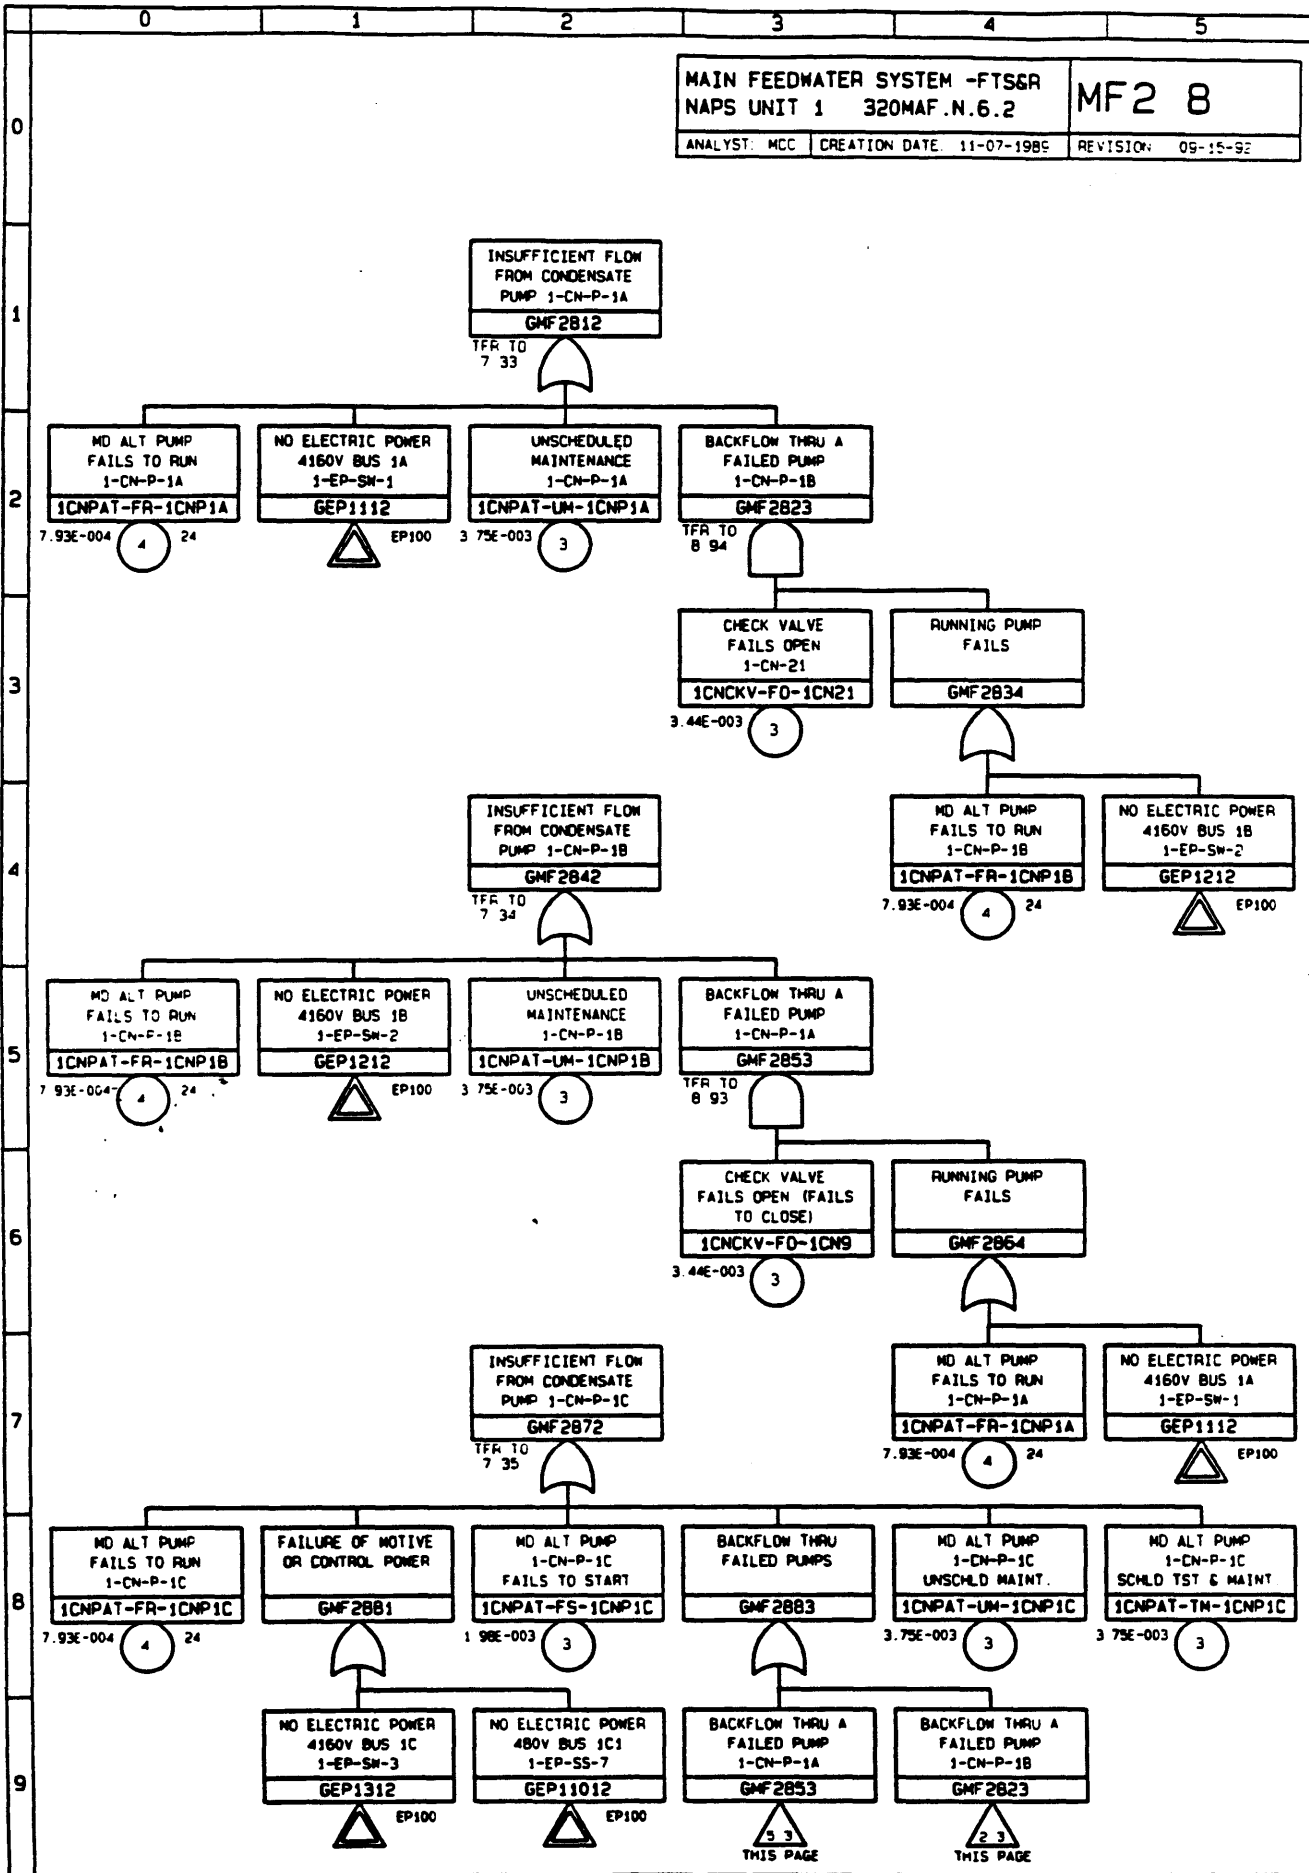 0 1 2 3 4 5
MAIN FEEDWATER SYSTEM -FTS&R
NAPS UNIT 1 320MAF.N.6.2
MF2 8
ANALYST: MCC CREATION DATE: 11-07-1989 REVISION: 09-15-92
0
INSUFFICIENT FLOW
FROM CONDENSATE
PUMP 1-CN-P-1A
GMF2812
TFR TO
7 33
1
MD ALT PUMP
FAILS TO RUN
1-CN-P-1A
1CNPAT-FR-1CNP1A
7.93E-004 4 24
NO ELECTRIC POWER
4160V BUS 1A
1-EP-SW-1
GEP1112
EP100
UNSCHEDULED
MAINTENANCE
1-CN-P-1A
1CNPAT-UM-1CNP1A
3 75E-003 3
BACKFLOW THRU A
FAILED PUMP
1-CN-P-1B
GMF2823
TFR TO
8 94
2
CHECK VALVE
FAILS OPEN
1-CN-21
1CNCKV-FO-1CN21
3.44E-003 3
RUNNING PUMP
FAILS
GMF2834
3
INSUFFICIENT FLOW
FROM CONDENSATE
PUMP 1-CN-P-1B
GMF2842
TFR TO
7 34
MD ALT PUMP
FAILS TO RUN
1-CN-P-1B
1CNPAT-FR-1CNP1B
7.93E-004 4 24
NO ELECTRIC POWER
4160V BUS 1B
1-EP-SW-2
GEP1212
EP100
4
MD ALT PUMP
FAILS TO RUN
1-CN-P-1B
1CNPAT-FR-1CNP1B
7 93E-004 4 24
NO ELECTRIC POWER
4160V BUS 1B
1-EP-SW-2
GEP1212
EP100
UNSCHEDULED
MAINTENANCE
1-CN-P-1B
1CNPAT-UM-1CNP1B
3 75E-003 3
BACKFLOW THRU A
FAILED PUMP
1-CN-P-1A
GMF2853
TFR TO
8 93
5
CHECK VALVE
FAILS OPEN (FAILS
TO CLOSE)
1CNCKV-FO-1CN9
3.44E-003 3
RUNNING PUMP
FAILS
GMF2864
6
INSUFFICIENT FLOW
FROM CONDENSATE
PUMP 1-CN-P-1C
GMF2872
TFR TO
7 35
MD ALT PUMP
FAILS TO RUN
1-CN-P-1A
1CNPAT-FR-1CNP1A
7.93E-004 4 24
NO ELECTRIC POWER
4160V BUS 1A
1-EP-SW-1
GEP1112
EP100
7
MD ALT PUMP
FAILS TO RUN
1-CN-P-1C
1CNPAT-FR-1CNP1C
7.93E-004 4 24
FAILURE OF MOTIVE
OR CONTROL POWER
GMF2881
MD ALT PUMP
1-CN-P-1C
FAILS TO START
1CNPAT-FS-1CNP1C
1 98E-003 3
BACKFLOW THRU
FAILED PUMPS
GMF2883
MD ALT PUMP
1-CN-P-1C
UNSCHLD MAINT.
1CNPAT-UM-1CNP1C
3.75E-003 3
MD ALT PUMP
1-CN-P-1C
SCHLD TST & MAINT
1CNPAT-TM-1CNP1C
3 75E-003 3
8
NO ELECTRIC POWER
4160V BUS 1C
1-EP-SW-3
GEP1312
EP100
NO ELECTRIC POWER
480V BUS 1C1
1-EP-SS-7
GEP11012
EP100
BACKFLOW THRU A
FAILED PUMP
1-CN-P-1A
GMF2853
5 3
THIS PAGE
BACKFLOW THRU A
FAILED PUMP
1-CN-P-1B
GMF2823
2 3
THIS PAGE
9